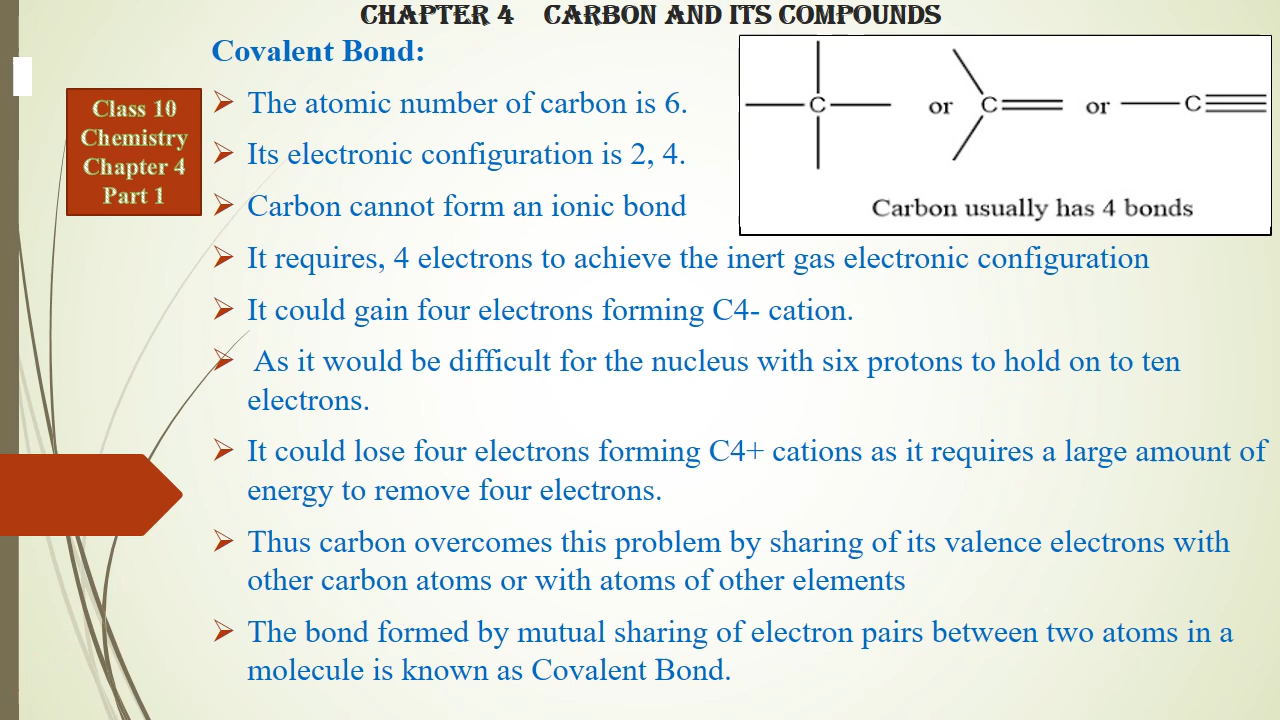 CHAPTER 4 CARBON AND ITS COMPOUNDS
Covalent Bond:
Class 10
Chemistry
Chapter 4
Part 1
The atomic number of carbon is 6.
Its electronic configuration is 2, 4.
Carbon cannot form an ionic bond
C or C or C
Carbon usually has 4 bonds
It requires, 4 electrons to achieve the inert gas electronic configuration
It could gain four electrons forming C4- cation.
As it would be difficult for the nucleus with six protons to hold on to ten
electrons.
It could lose four electrons forming C4+ cations as it requires a large amount of
energy to remove four electrons.
Thus carbon overcomes this problem by sharing of its valence electrons with
other carbon atoms or with atoms of other elements
The bond formed by mutual sharing of electron pairs between two atoms in a
molecule is known as Covalent Bond.